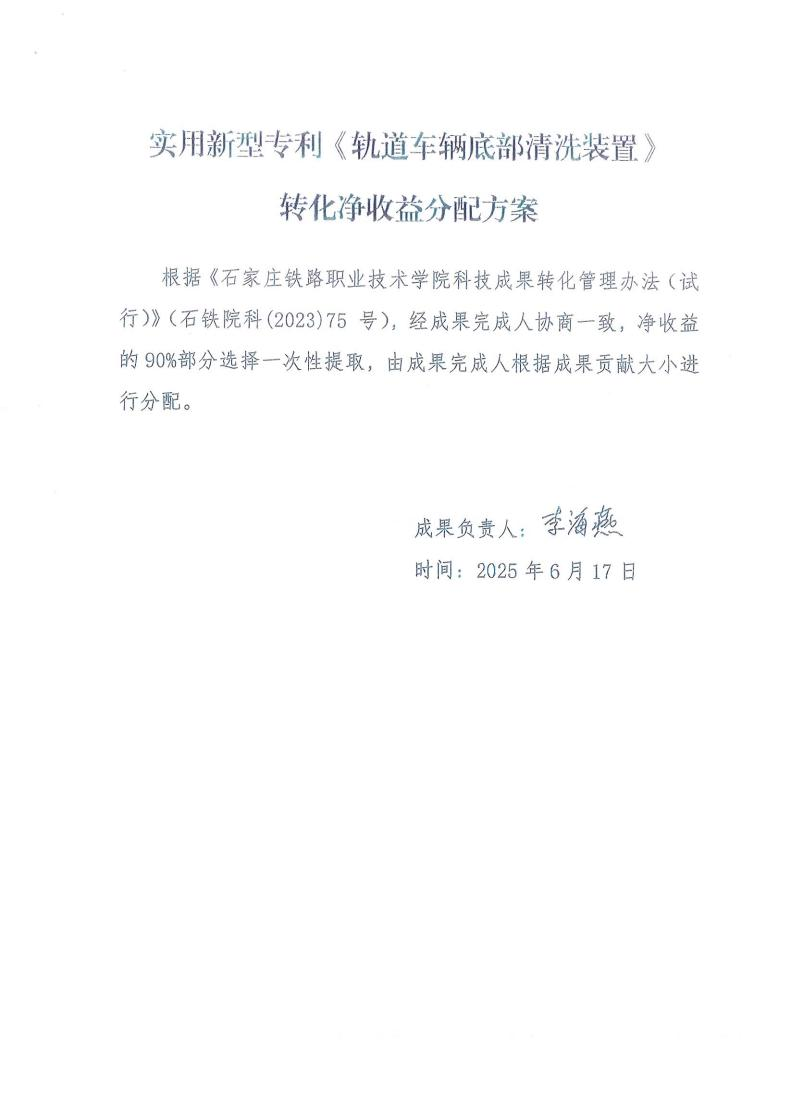 实用新型专利《轨道车辆底部清洗装置》
转化净收益分配方案
根据《石家庄铁路职业技术学院科技成果转化管理办法（试
行）》（石铁院科(2023)75 号），经成果完成人协商一致，净收益
的 90%部分选择一次性提取，由成果完成人根据成果贡献大小进
行分配。
成果负责人：李海燕
时间：2025 年 6 月 17 日